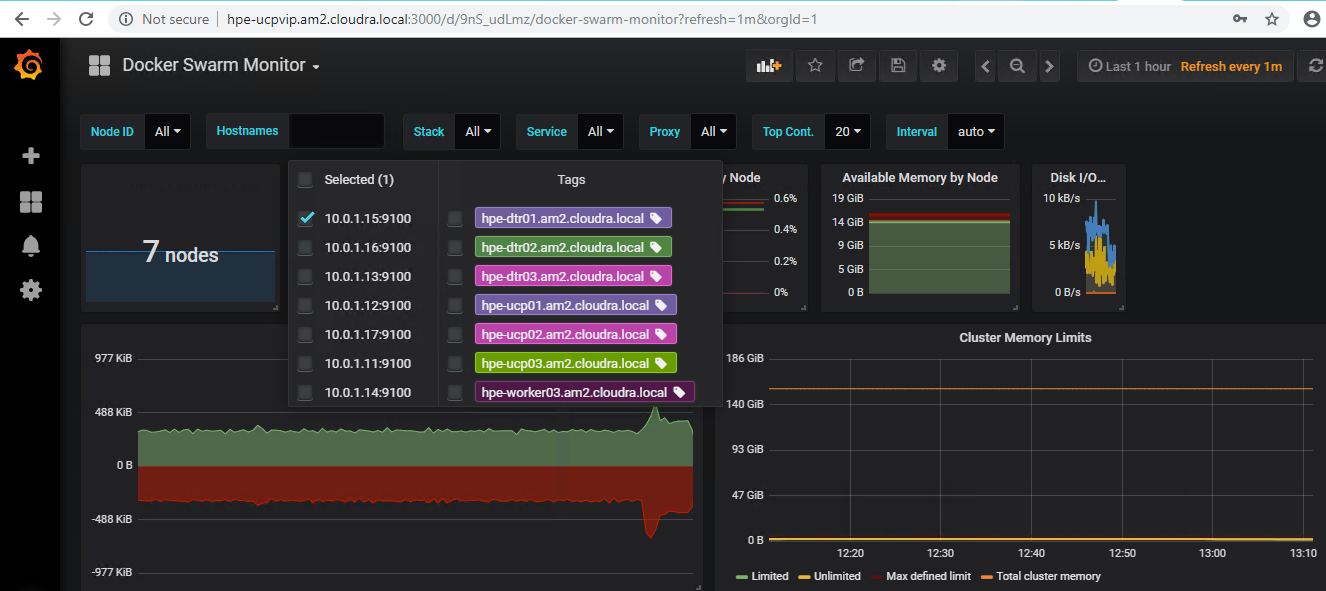 Not secure | hpe-ucpvip.am2.cloudra.local:3000/d/9nS_udLmz/docker-swarm-monitor?refresh=1m&orgId=1
Docker Swarm Monitor
Last 1 hour Refresh every 1m
Node ID All Hostnames Stack All Service All Proxy All Top Cont. 20 Interval auto
7 nodes
Selected (1) Tags
10.0.1.15:9100 hpe-dtr01.am2.cloudra.local
10.0.1.16:9100 hpe-dtr02.am2.cloudra.local
10.0.1.13:9100 hpe-dtr03.am2.cloudra.local
10.0.1.12:9100 hpe-ucp01.am2.cloudra.local
10.0.1.17:9100 hpe-ucp02.am2.cloudra.local
10.0.1.11:9100 hpe-ucp03.am2.cloudra.local
10.0.1.14:9100 hpe-worker03.am2.cloudra.local
y Node
0.6%
0.4%
0.2%
0%
Available Memory by Node
19 GiB
14 GiB
9 GiB
5 GiB
0 B
Disk I/O...
10 kB/s
5 kB/s
0 B/s
977 KiB
488 KiB
0 B
-488 KiB
-977 KiB
Cluster Memory Limits
186 GiB
140 GiB
93 GiB
47 GiB
0 B
12:20 12:30 12:40 12:50 13:00 13:10
Limited Unlimited Max defined limit Total cluster memory